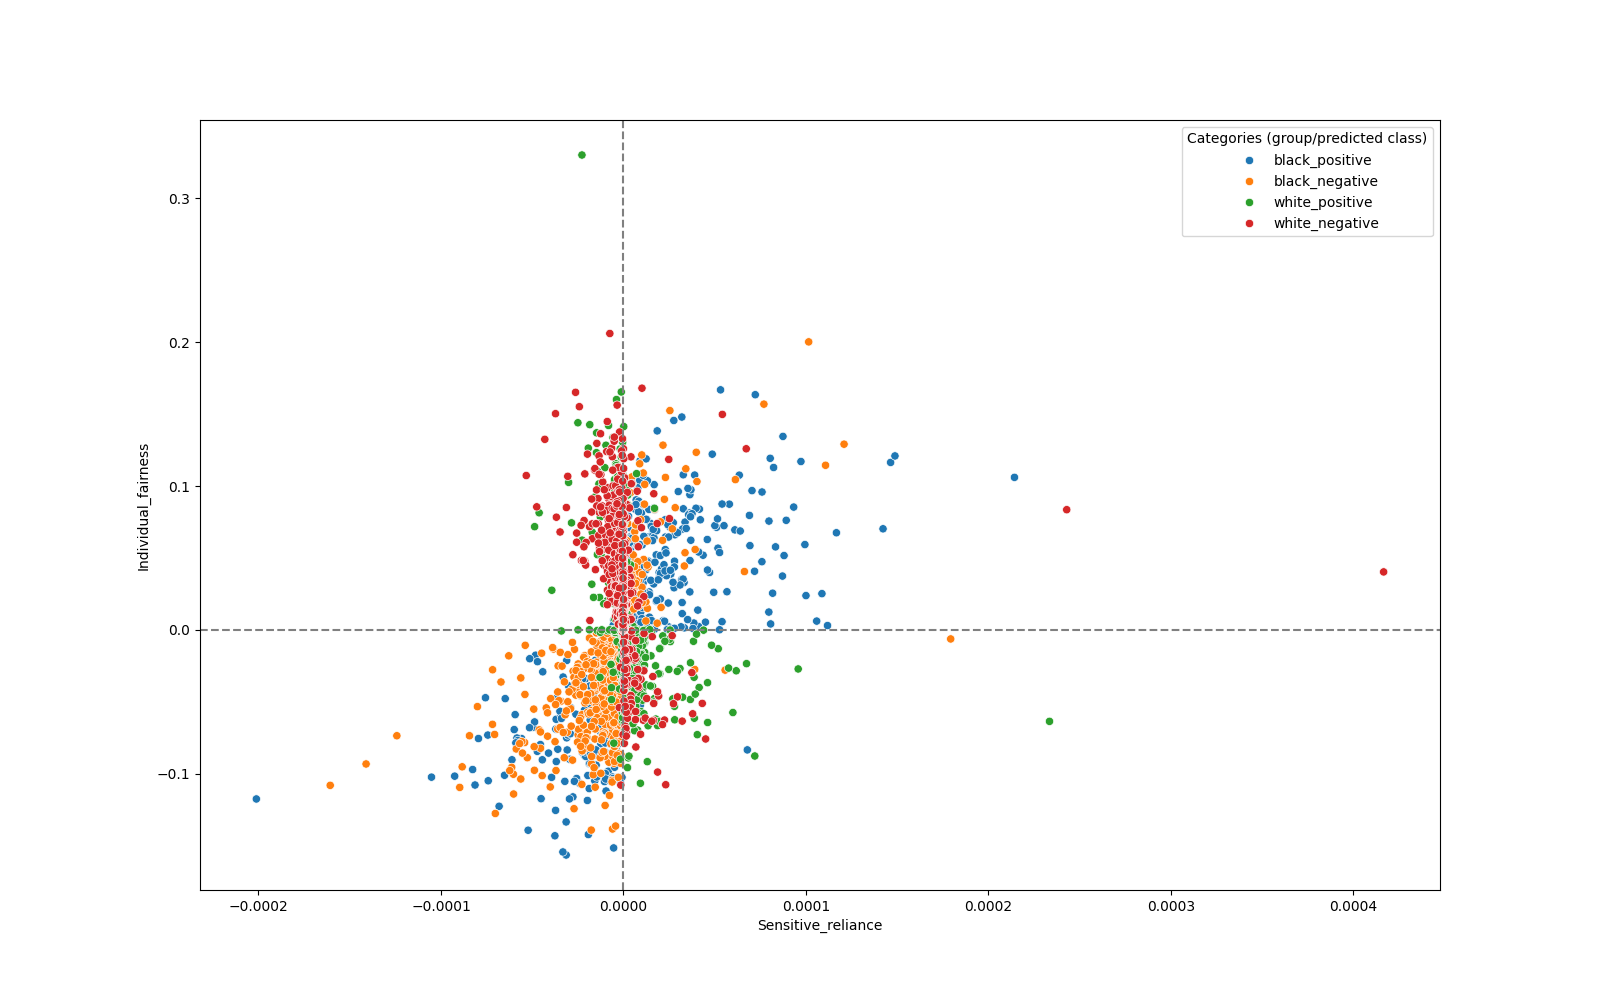 Categories (group/predicted class)
black_positive
black_negative
white_positive
white_negative
Individual_fairness
0.3
0.2
0.1
0.0
−0.1
−0.0002
−0.0001
0.0000
0.0001
0.0002
0.0003
0.0004
Sensitive_reliance